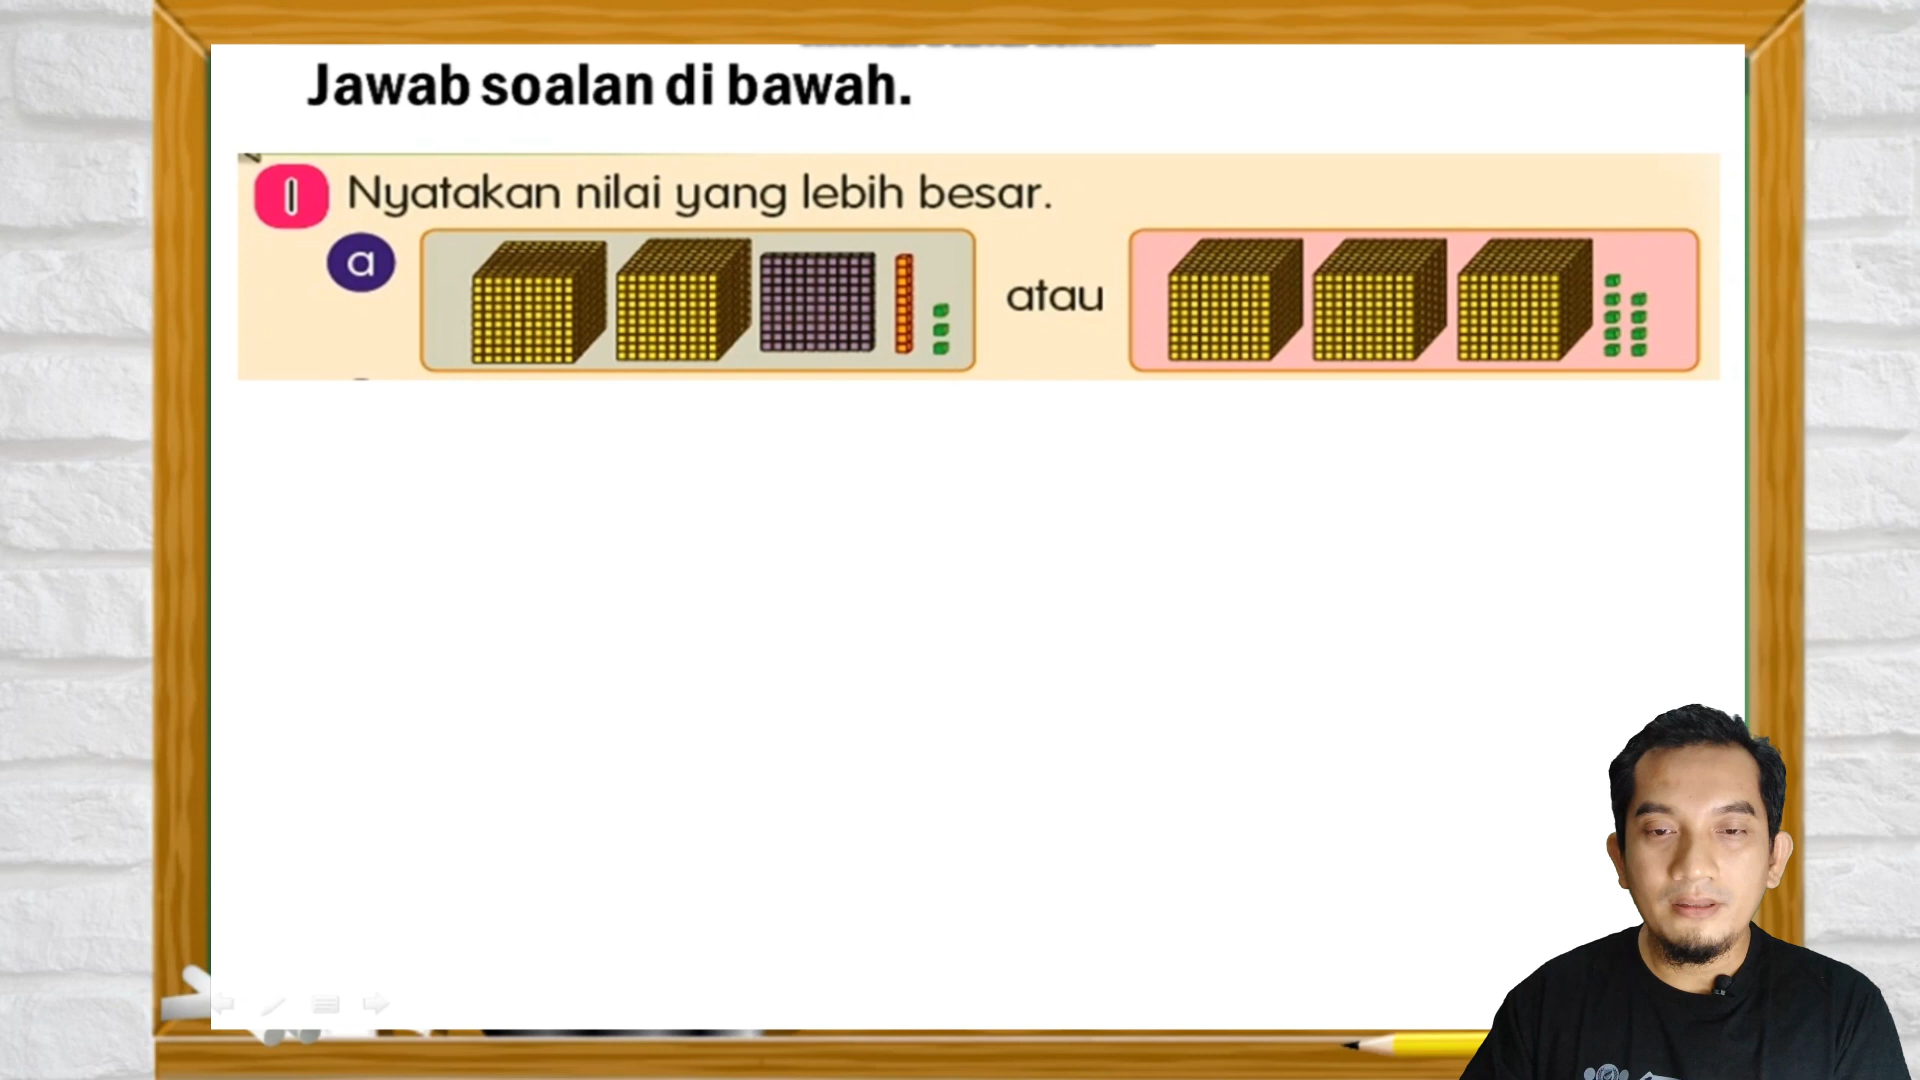 Jawab soalan di bawah.
1 Nyatakan nilai yang lebih besar.
a
atau